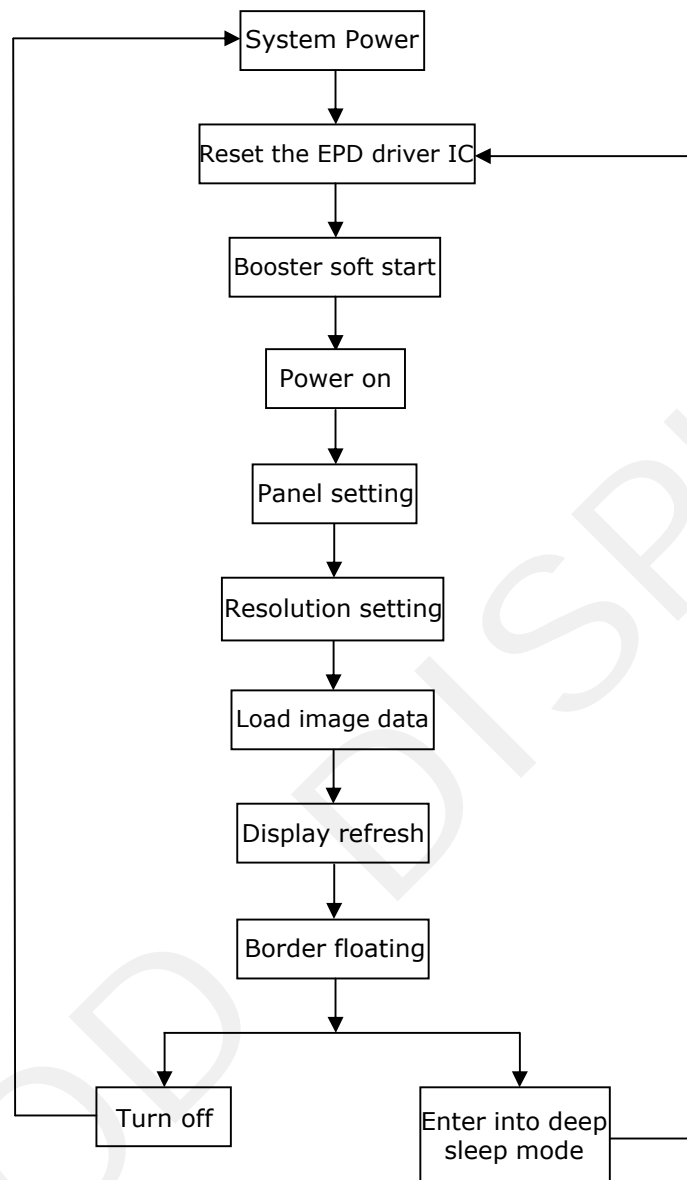 System Power
Reset the EPD driver IC
Booster soft start
Power on
Panel setting
Resolution setting
Load image data
Display refresh
Border floating
Turn off
Enter into deep
sleep mode